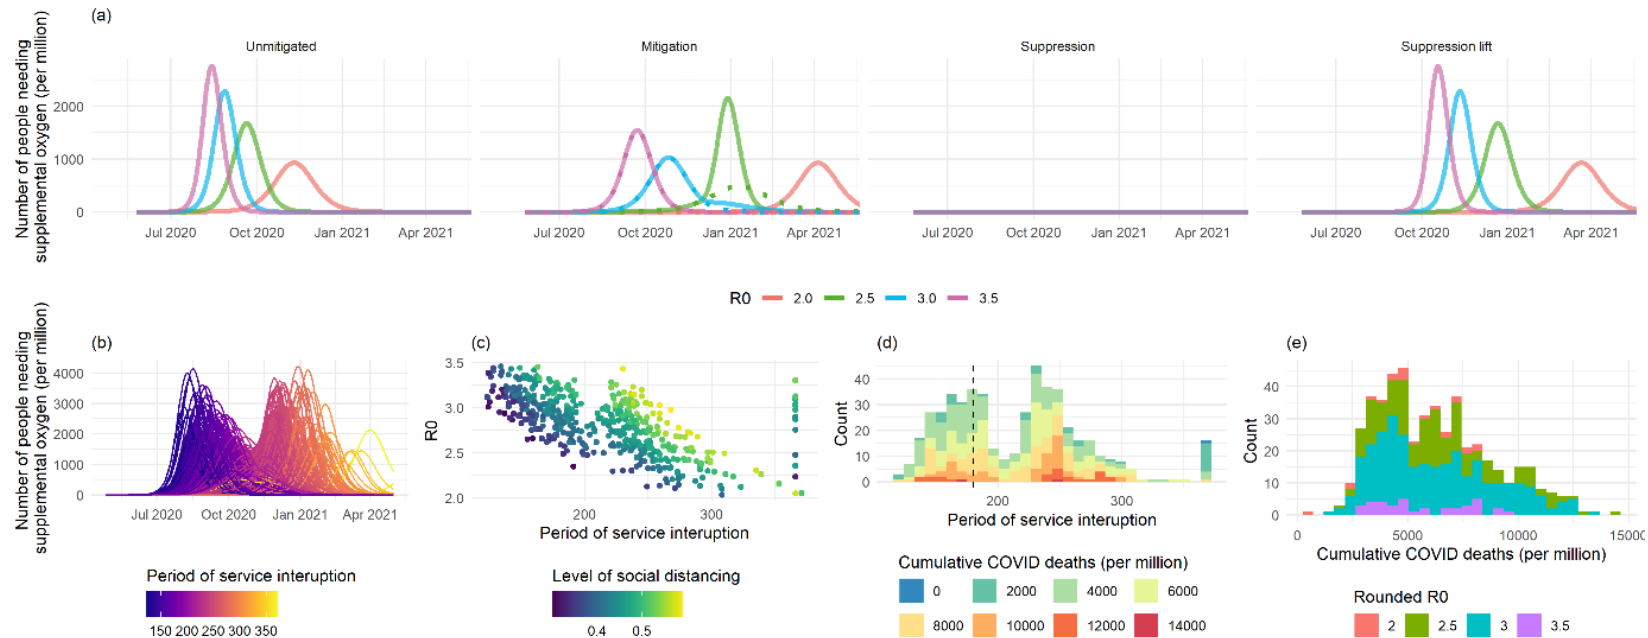 (a)
Unmitigated Mitigation Suppression Suppression lift
Number of people needing
supplemental oxygen (per million)
2000
1000
0
Jul 2020 Oct 2020 Jan 2021 Apr 2021 Jul 2020 Oct 2020 Jan 2021 Apr 2021 Jul 2020 Oct 2020 Jan 2021 Apr 2021 Jul 2020 Oct 2020 Jan 2021 Apr 2021
R0 2.0 2.5 3.0 3.5
(b)
Number of people needing
supplemental oxygen (per million)
4000
3000
2000
1000
0
Jul 2020 Oct 2020 Jan 2021 Apr 2021
Period of service interuption
150 200 250 300 350
(c)
R0
3.5
3.0
2.5
2.0
200 300
Period of service interuption
Level of social distancing
0.4 0.5
(d)
Count
40
30
20
10
0
200 300
Period of service interuption
Cumulative COVID deaths (per million)
0 2000 4000 6000
8000 10000 12000 14000
(e)
Count
40
30
20
10
0
0 5000 10000 15000
Cumulative COVID deaths (per million)
Rounded R0
2 2.5 3 3.5